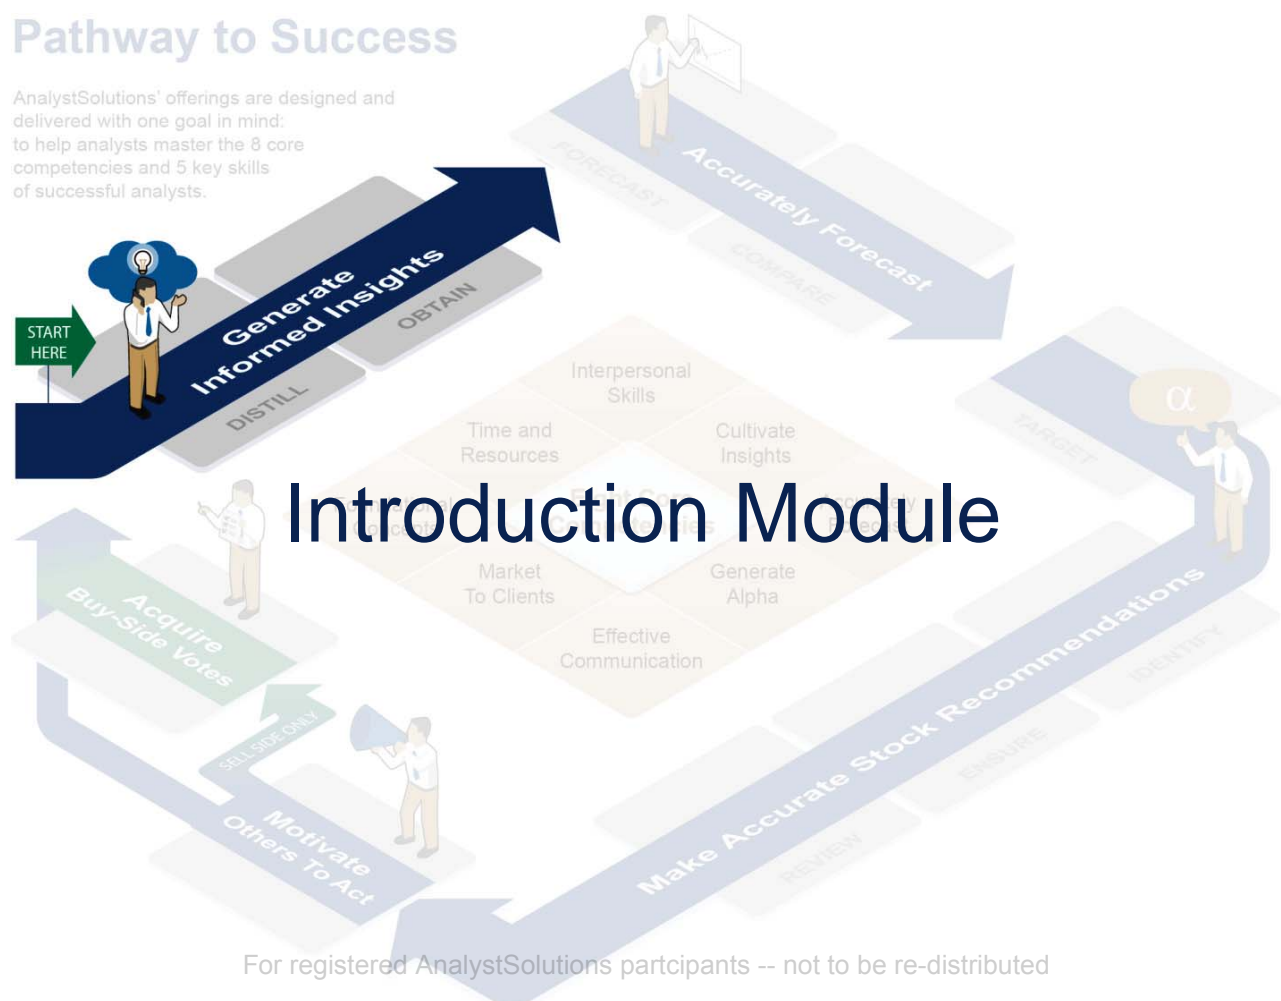 Pathway to Success
AnalystSolutions' offerings are designed and
delivered with one goal in mind:
to help analysts master the 8 core
competencies and 5 key skills
of successful analysts.
START
HERE
Generate
Informed Insights
DISTILL
OBTAIN
FORECAST
COMPARE
Accurately Forecast
TARGET
α
Interpersonal
Skills
Time and
Resources
Cultivate
Insights
Introduction Module
Market
To Clients
Generate
Alpha
Effective
Communication
Acquire
Buy-Side Votes
SELL SIDE ONLY
Motivate
Others To Act
Make Accurate Stock Recommendations
IDENTIFY
ENSURE
REVIEW
For registered AnalystSolutions partcipants -- not to be re-distributed